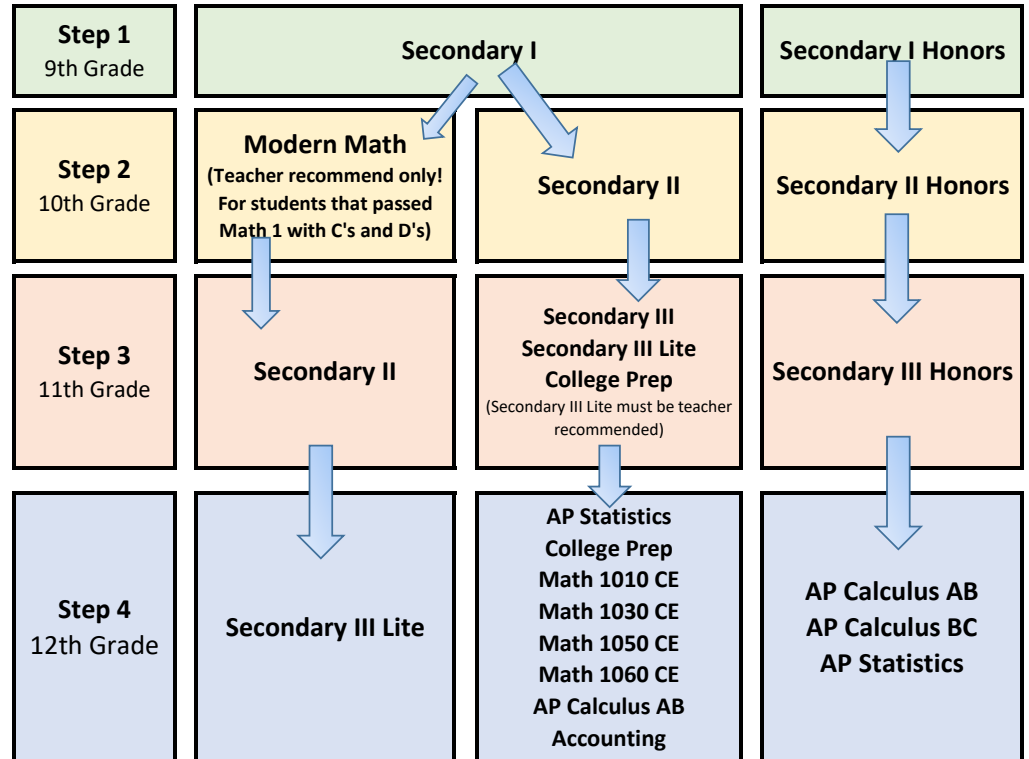 Step 1
9th Grade
Secondary I
Secondary I Honors
Step 2
10th Grade
Modern Math
(Teacher recommend only!
For students that passed
Math 1 with C's and D's)
Secondary II
Secondary II Honors
Step 3
11th Grade
Secondary II
Secondary III
Secondary III Lite
College Prep
(Secondary III Lite must be teacher
recommended)
Secondary III Honors
Step 4
12th Grade
Secondary III Lite
AP Statistics
College Prep
Math 1010 CE
Math 1030 CE
Math 1050 CE
Math 1060 CE
AP Calculus AB
Accounting
AP Calculus AB
AP Calculus BC
AP Statistics